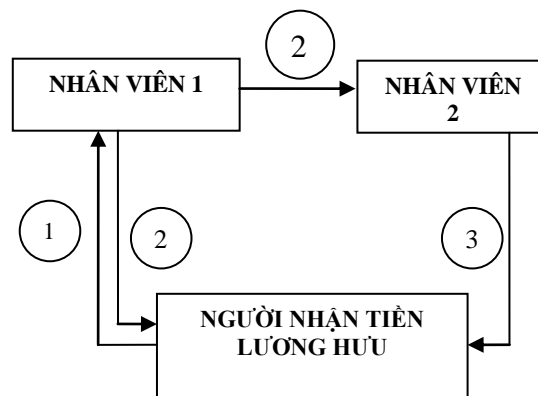 2
NHÂN VIÊN 1
NHÂN VIÊN
2
1
2
3
NGƯỜI NHẬN TIỀN
LƯƠNG HƯU